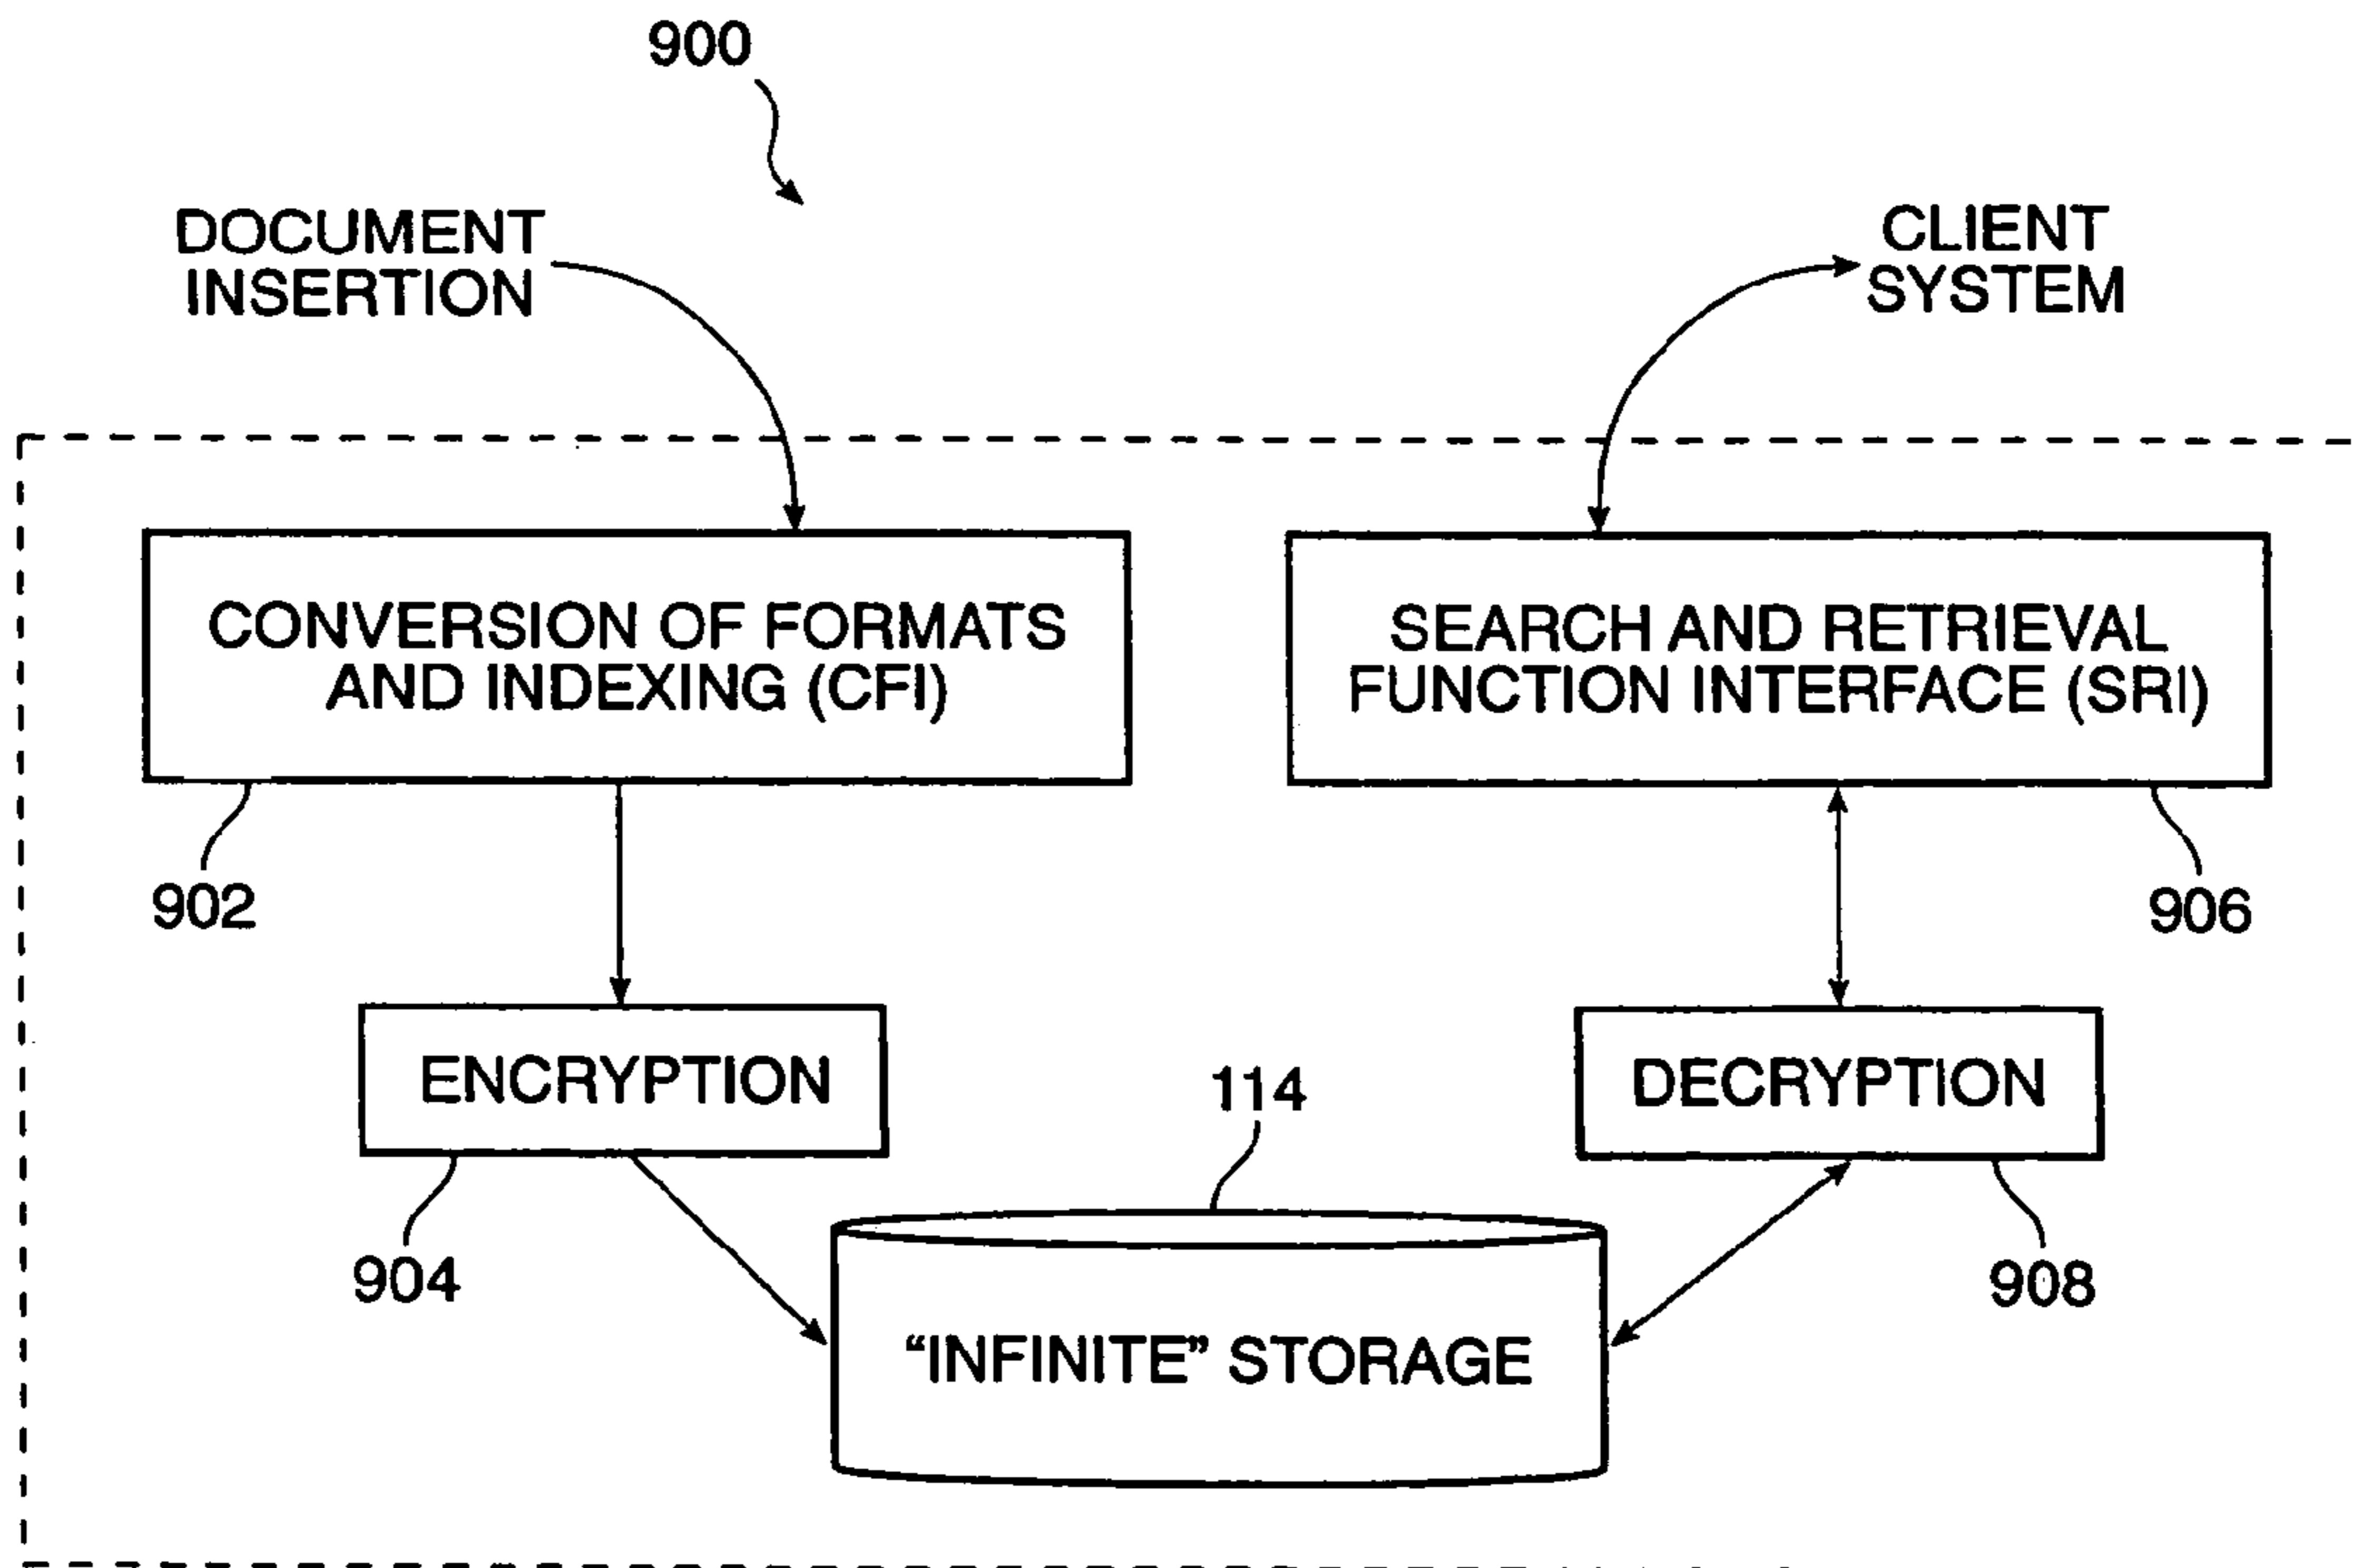 900
DOCUMENT
INSERTION
CLIENT
SYSTEM
CONVERSION OF FORMATS
AND INDEXING (CFI)
SEARCH AND RETRIEVAL
FUNCTION INTERFACE (SRI)
902
906
ENCRYPTION
DECRYPTION
114
904
908
“INFINITE” STORAGE